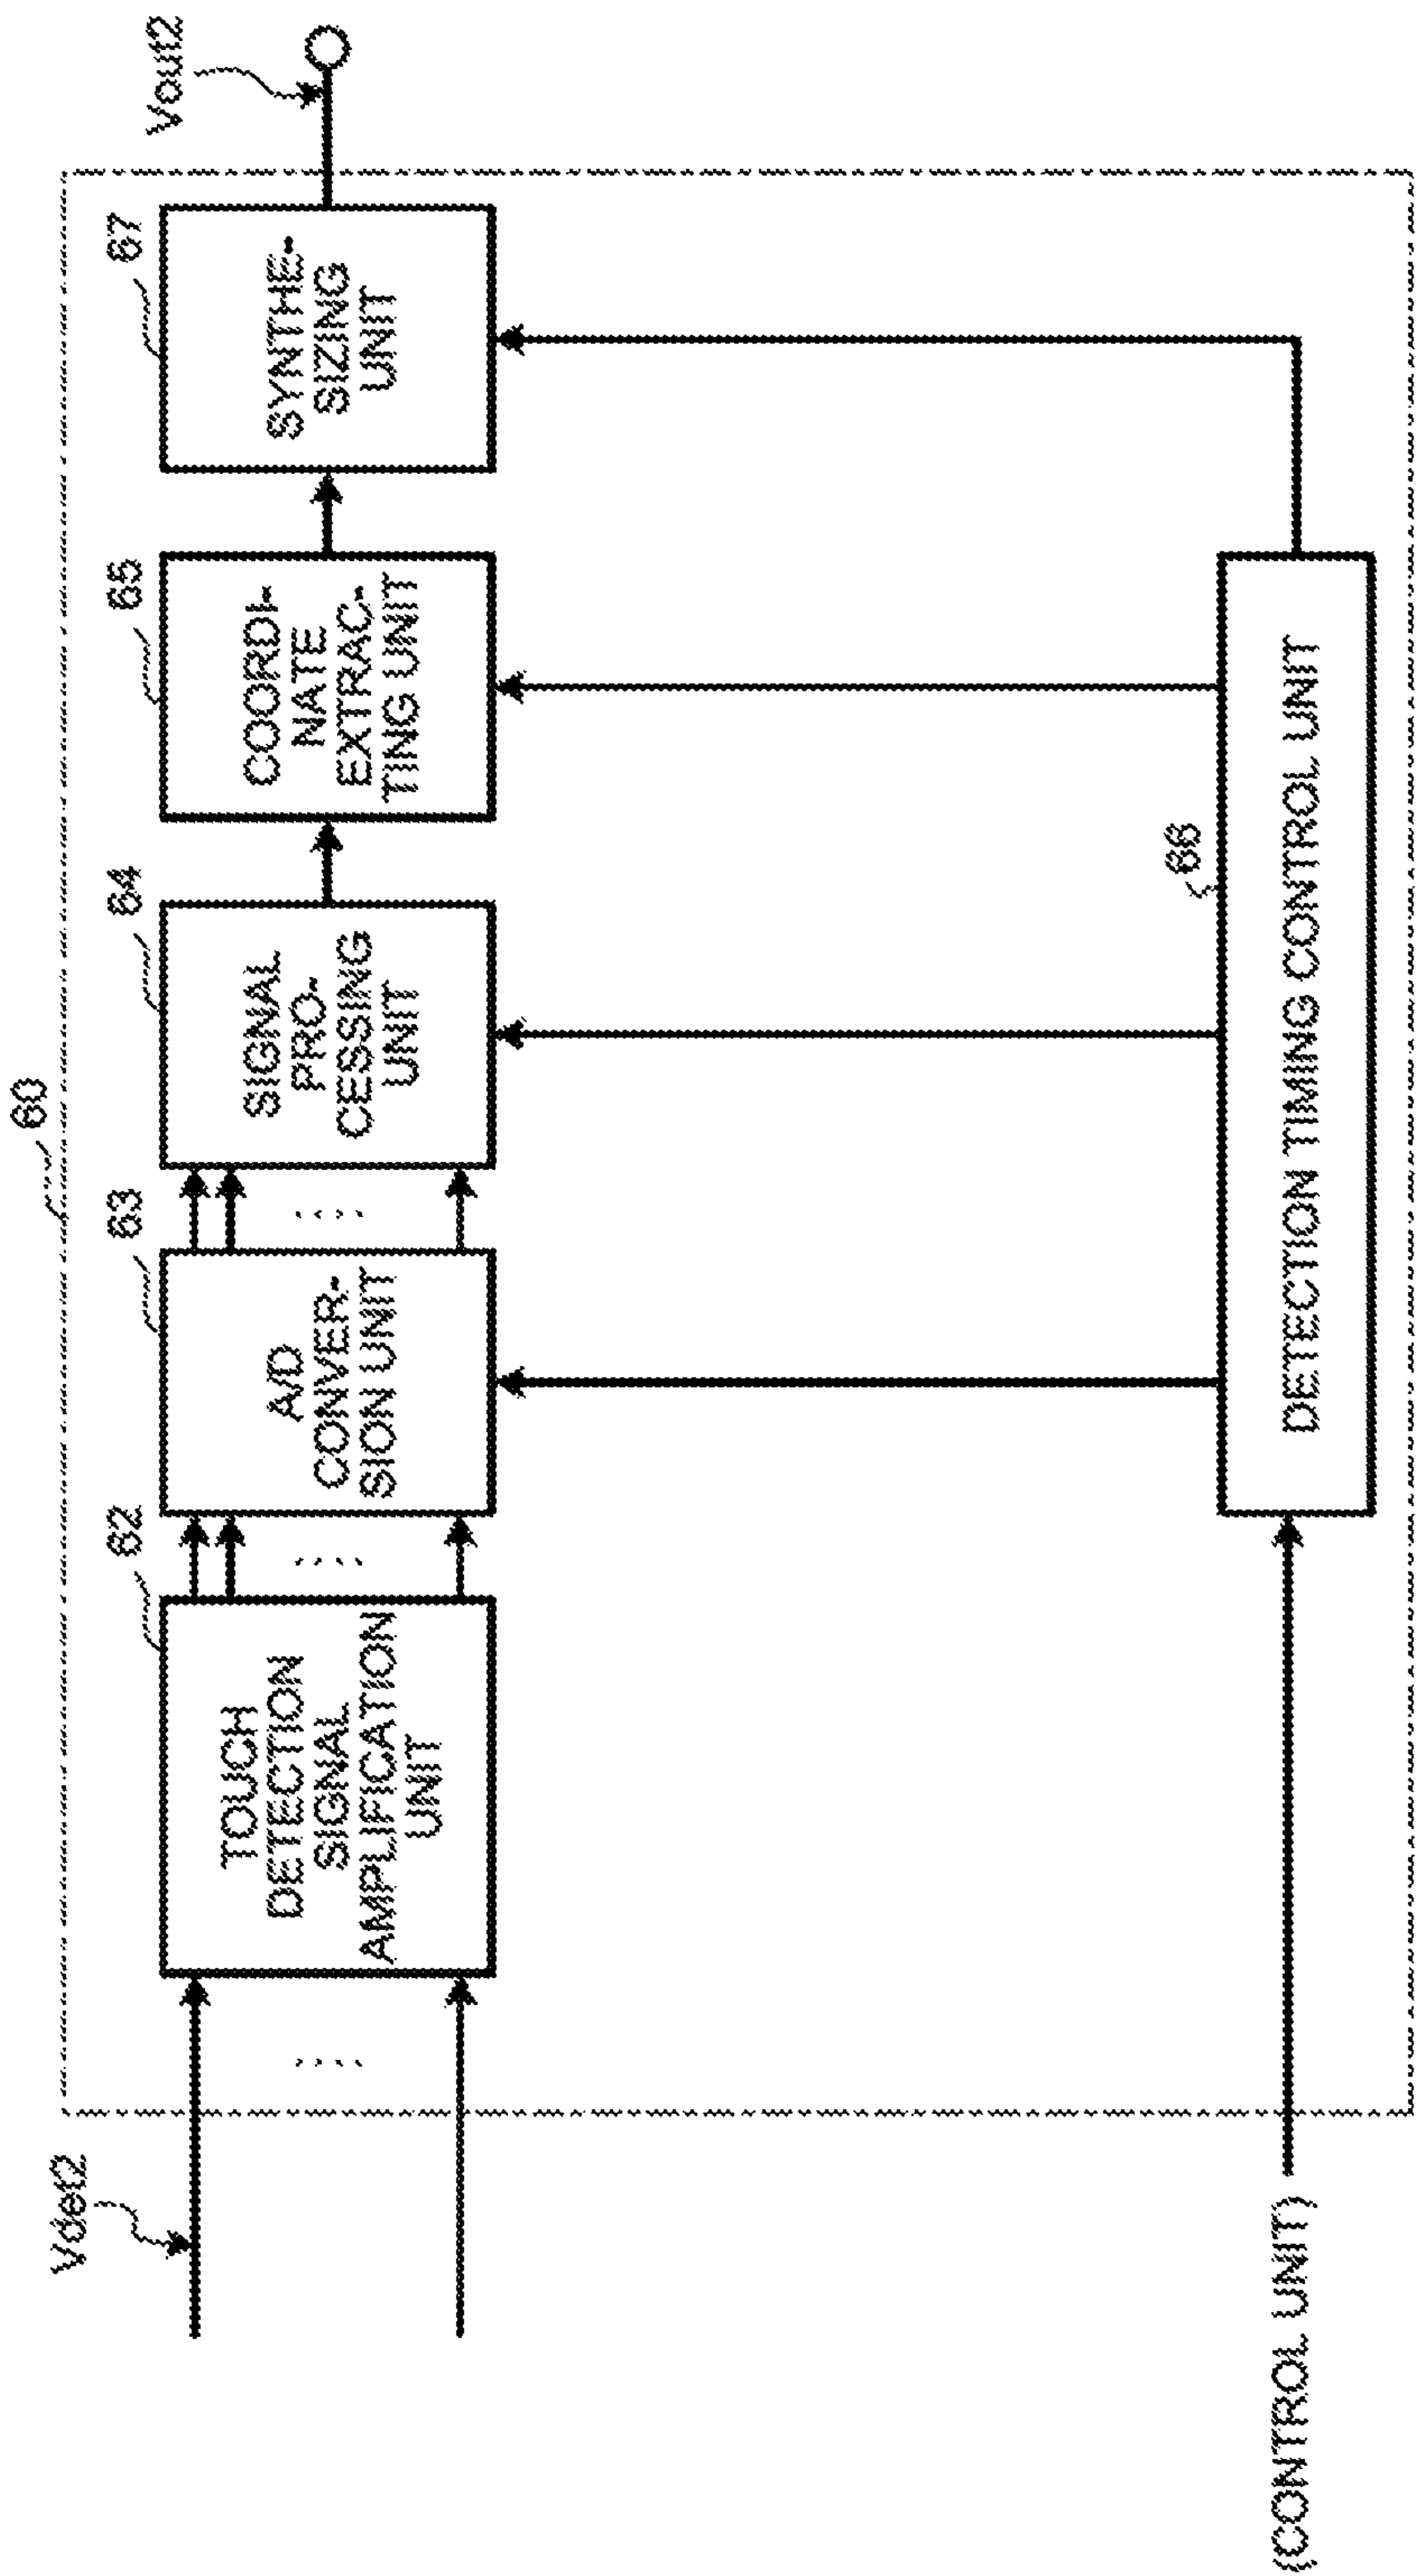 60
Vdet2
62
TOUCH
DETECTION
SIGNAL
AMPLIFICATION
UNIT
63
A/D
CONVER-
SION UNIT
64
SIGNAL
PRO-
CESSING
UNIT
65
COORDI-
NATE
EXTRAC-
TING UNIT
67
SYNTHE-
SIZING
UNIT
Vout2
66
DETECTION TIMING CONTROL UNIT
(CONTROL UNIT)